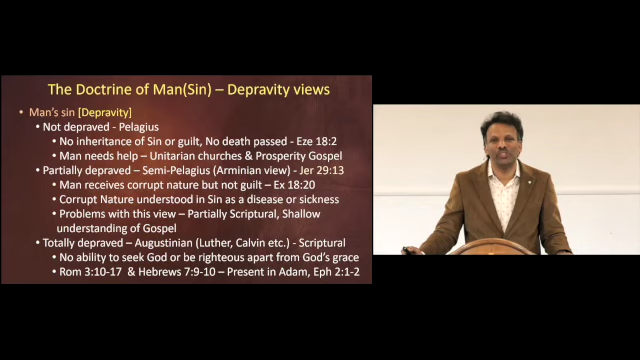 The Doctrine of Man(Sin) – Depravity views
• Man's sin [Depravity]
• Not depraved - Pelagius
• No inheritance of Sin or guilt, No death passed - Eze 18:2
• Man needs help – Unitarian churches & Prosperity Gospel
• Partially depraved – Semi-Pelagius (Arminian view) - Jer 29:13
• Man receives corrupt nature but not guilt – Ex 18:20
• Corrupt Nature understood in Sin as a disease or sickness
• Problems with this view – Partially Scriptural, Shallow
understanding of Gospel
• Totally depraved – Augustinian (Luther, Calvin etc.) - Scriptural
• No ability to seek God or be righteous apart from God's grace
• Rom 3:10-17 & Hebrews 7:9-10 – Present in Adam, Eph 2:1-2